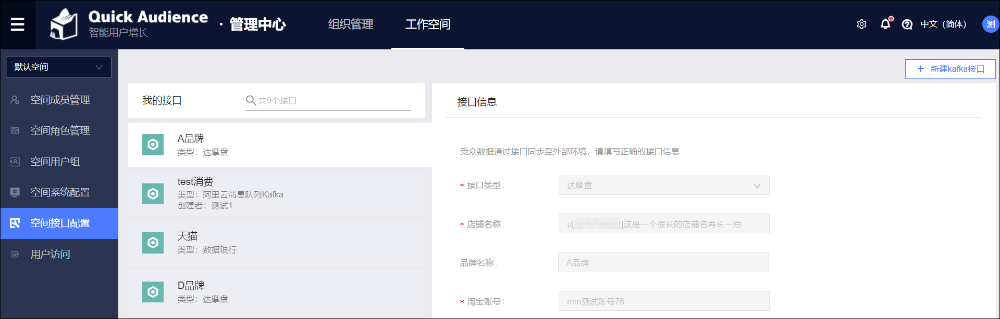 Quick Audience
智能用户增长
· 管理中心
组织管理
工作空间
中文（简体）
测
默认空间
空间成员管理
空间角色管理
空间用户组
空间系统配置
空间接口配置
用户访问
+ 新建kafka接口
我的接口
共9个接口
A品牌
类型：达摩盘
test消费
类型：阿里云消息队列Kafka
创建者：测试1
天猫
类型：数据银行
D品牌
类型：达摩盘
接口信息
受众数据通过接口同步至外部环境，请填写正确的接口信息
* 接口类型：
达摩盘
* 店铺名称：
u[ ]这是一个很长的店铺名再长一点
品牌名称：
A品牌
* 淘宝账号：
mm测试账号76